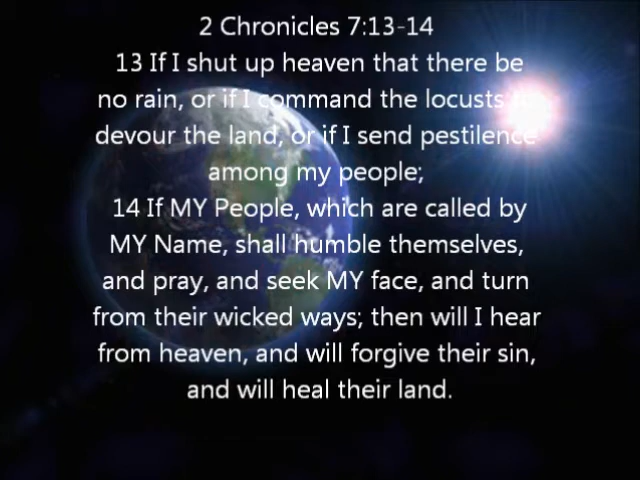 2 Chronicles 7:13-14
13 If I shut up heaven that there be
no rain, or if I command the locusts to
devour the land, or if I send pestilence
among my people;
14 If MY People, which are called by
MY Name, shall humble themselves,
and pray, and seek MY face, and turn
from their wicked ways; then will I hear
from heaven, and will forgive their sin,
and will heal their land.